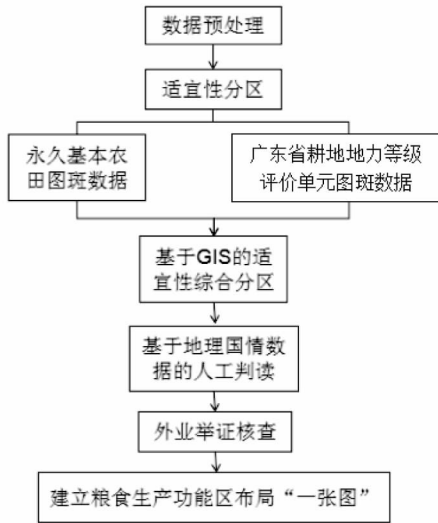 数据预处理
适宜性分区
永久基本农
田图斑数据
广东省耕地地力等级
评价单元图斑数据
基于GIS的适
宜性综合分区
基于地理国情数
据的人工判读
外业举证核查
建立粮食生产功能区布局“一张图”